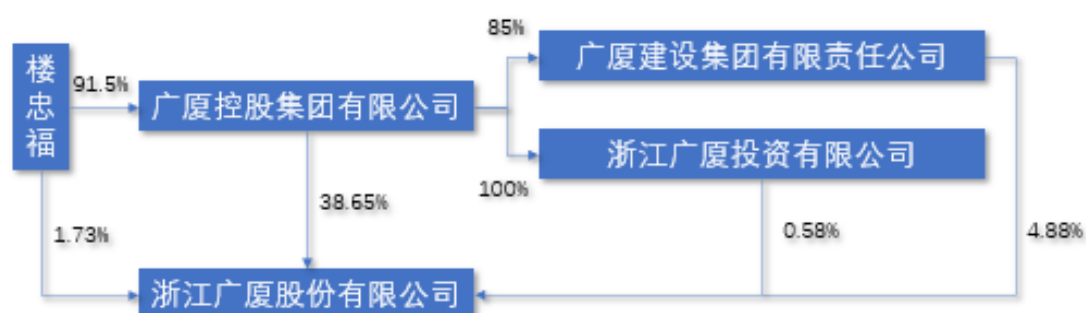 楼忠福
91.5%
广厦控股集团有限公司
85%
广厦建设集团有限责任公司
100%
浙江广厦投资有限公司
1.73%
38.65%
0.58%
4.88%
浙江广厦股份有限公司